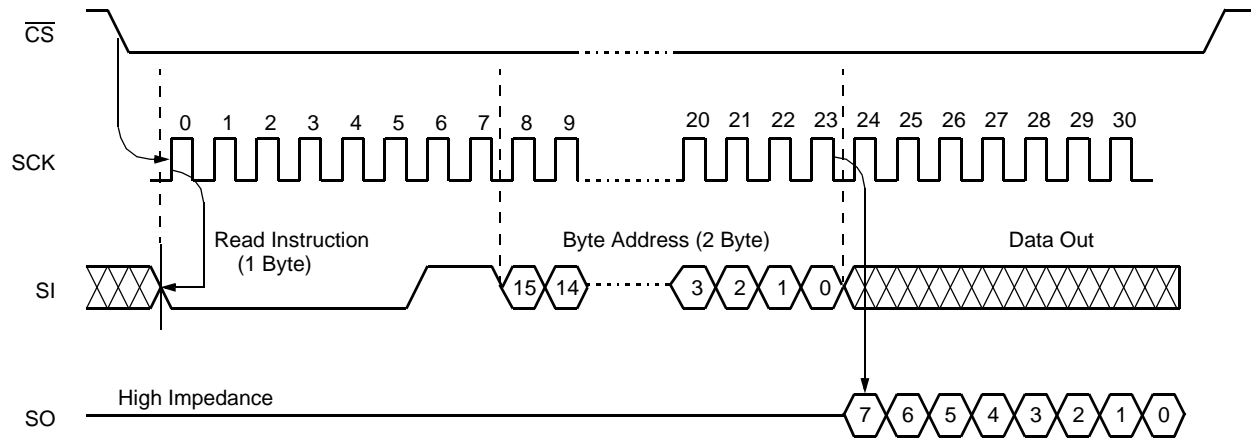 CS
0 1 2 3 4 5 6 7 8 9 20 21 22 23 24 25 26 27 28 29 30
SCK
Read Instruction
(1 Byte)
Byte Address (2 Byte)
Data Out
SI
15 14 3 2 1 0
High Impedance
SO
7 6 5 4 3 2 1 0